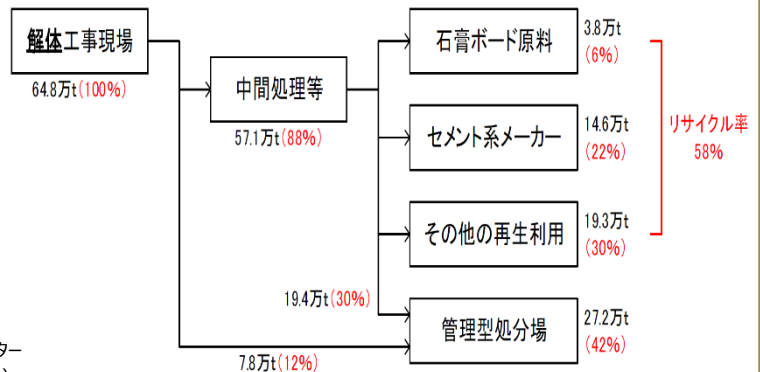 解体工事現場
64.8万t(100%)
中間処理等
57.1万t(88%)
石膏ボード原料
3.8万t
(6%)
セメント系メーカー
14.6万t
(22%)
その他の再生利用
19.3万t
(30%)
リサイクル率
58%
19.4万t(30%)
管理型処分場
27.2万t
(42%)
7.8万t(12%)
ター